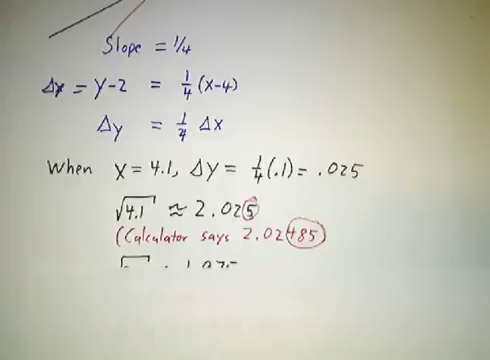 Slope = 1/4
Δy = y-2 = 1/4 (x-4)
Δy = 1/4 Δx
When x = 4.1, Δy = 1/4(.1) = .025
√4.1 ≈ 2.025
(Calculator says 2.02485)